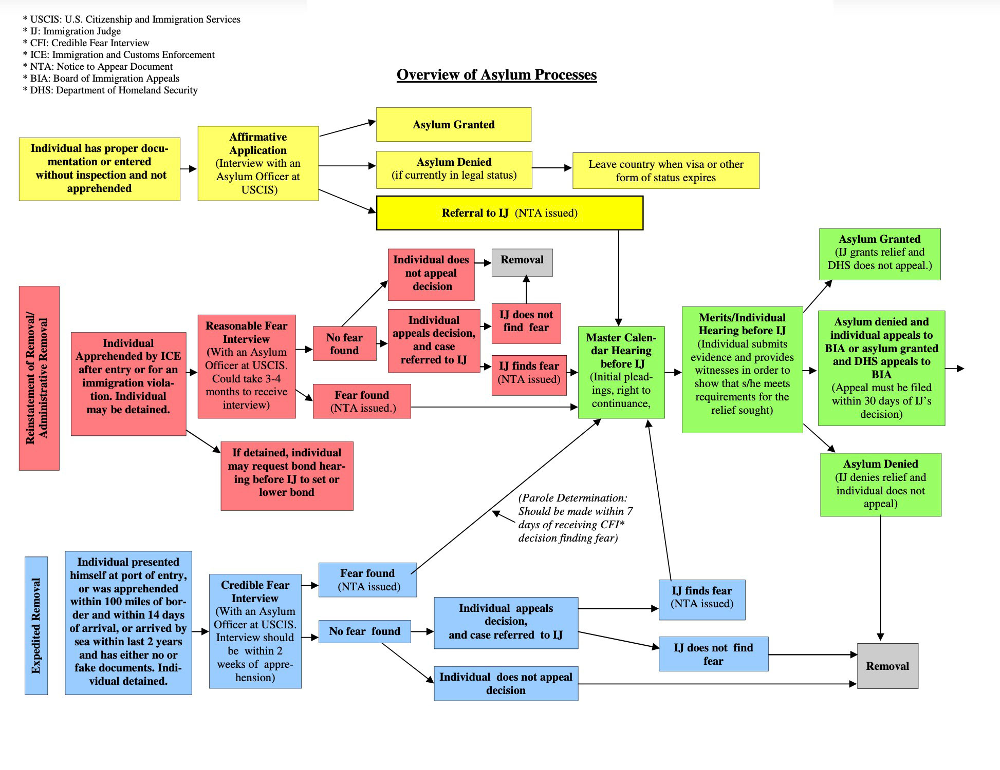 * USCIS: U.S. Citizenship and Immigration Services
* IJ: Immigration Judge
* CFI: Credible Fear Interview
* ICE: Immigration and Customs Enforcement
* NTA: Notice to Appear Document
* BIA: Board of Immigration Appeals
* DHS: Department of Homeland Security
Overview of Asylum Processes
Individual has proper docu-
mentation or entered
without inspection and not
apprehended
Affirmative
Application
(Interview with an
Asylum Officer at
USCIS)
Asylum Granted
Asylum Denied
(if currently in legal status)
Leave country when visa or other
form of status expires
Referral to IJ (NTA issued)
Reinstatement of Removal/
Administrative Removal
Individual
Apprehended by ICE
after entry or for an
immigration viola-
tion. Individual
may be detained.
Reasonable Fear
Interview
(With an Asylum
Officer at USCIS.
Could take 3-4
months to receive
interview)
If detained, individual
may request bond hear-
ing before IJ to set or
lower bond
No fear
found
Fear found
(NTA issued.)
Individual does
not appeal
decision
Removal
Individual
appeals decision,
and case
referred to IJ
IJ does not
find fear
IJ finds fear
(NTA issued)
Master Calen-
dar Hearing
before IJ
(Initial plead-
ings, right to
continuance,
Merits/Individual
Hearing before IJ
(Individual submits
evidence and provides
witnesses in order to
show that s/he meets
requirements for the
relief sought)
Asylum Granted
(IJ grants relief and
DHS does not appeal.)
Asylum denied and
individual appeals to
BIA or asylum granted
and DHS appeals to
BIA
(Appeal must be filed
within 30 days of IJ’s
decision)
Asylum Denied
(IJ denies relief and
individual does not
appeal)
(Parole Determination:
Should be made within 7
days of receiving CFI*
decision finding fear)
Expedited Removal
Individual presented
himself at port of entry,
or was apprehended
within 100 miles of bor-
der and within 14 days
of arrival, or arrived by
sea within last 2 years
and has either no or
fake documents. Indi-
vidual detained.
Credible Fear
Interview
(With an Asylum
Officer at USCIS.
Interview should
be within 2
weeks of appre-
hension)
Fear found
(NTA issued)
No fear found
Individual appeals
decision,
and case referred to IJ
Individual does not appeal
decision
IJ finds fear
(NTA issued)
IJ does not find
fear
Removal